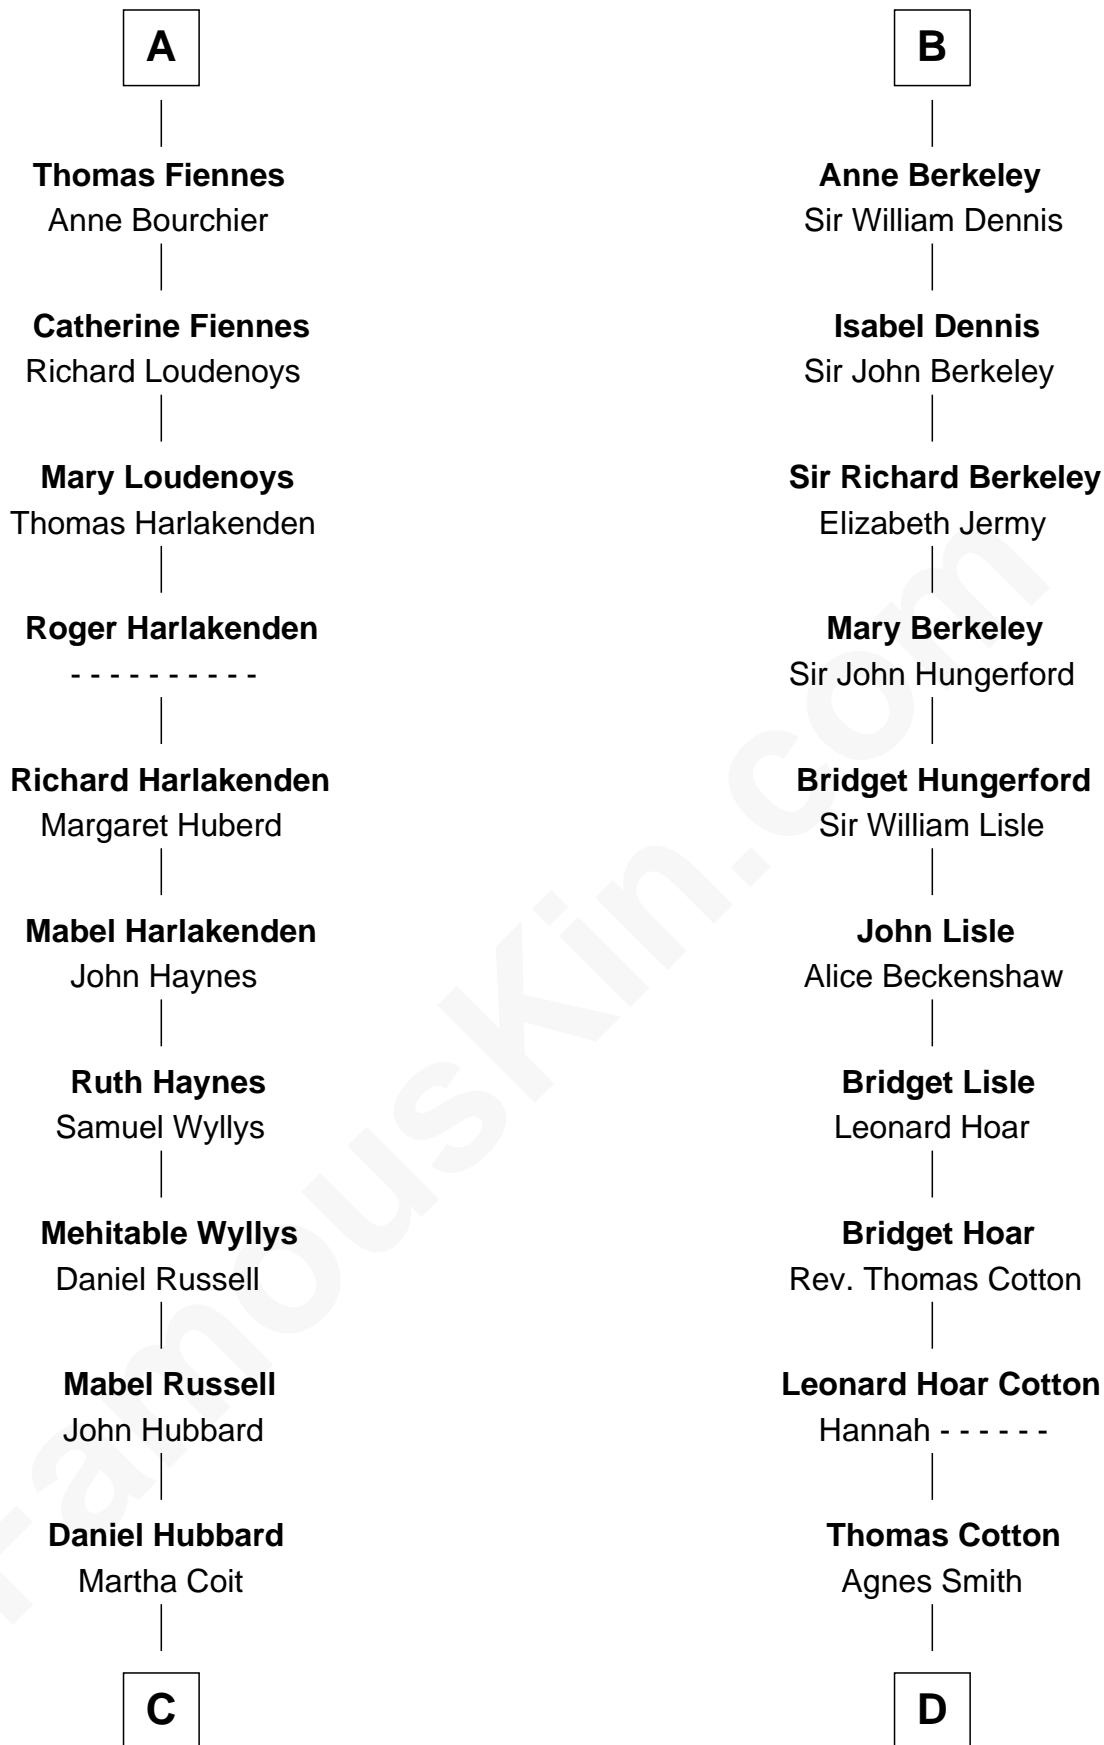 A
Thomas Fiennes
Anne Bourchier
Catherine Fiennes
Richard Loudenoys
Mary Loudenoys
Thomas Harlakenden
Roger Harlakenden
- - - - - - - - - -
Richard Harlakenden
Margaret Huberd
Mabel Harlakenden
John Haynes
Ruth Haynes
Samuel Wyllys
Mehitable Wyllys
Daniel Russell
Mabel Russell
John Hubbard
Daniel Hubbard
Martha Coit
C
B
Anne Berkeley
Sir William Dennis
Isabel Dennis
Sir John Berkeley
Sir Richard Berkeley
Elizabeth Jermy
Mary Berkeley
Sir John Hungerford
Bridget Hungerford
Sir William Lisle
John Lisle
Alice Beckenshaw
Bridget Lisle
Leonard Hoar
Bridget Hoar
Rev. Thomas Cotton
Leonard Hoar Cotton
Hannah - - - - - -
Thomas Cotton
Agnes Smith
D
FamousKin.com